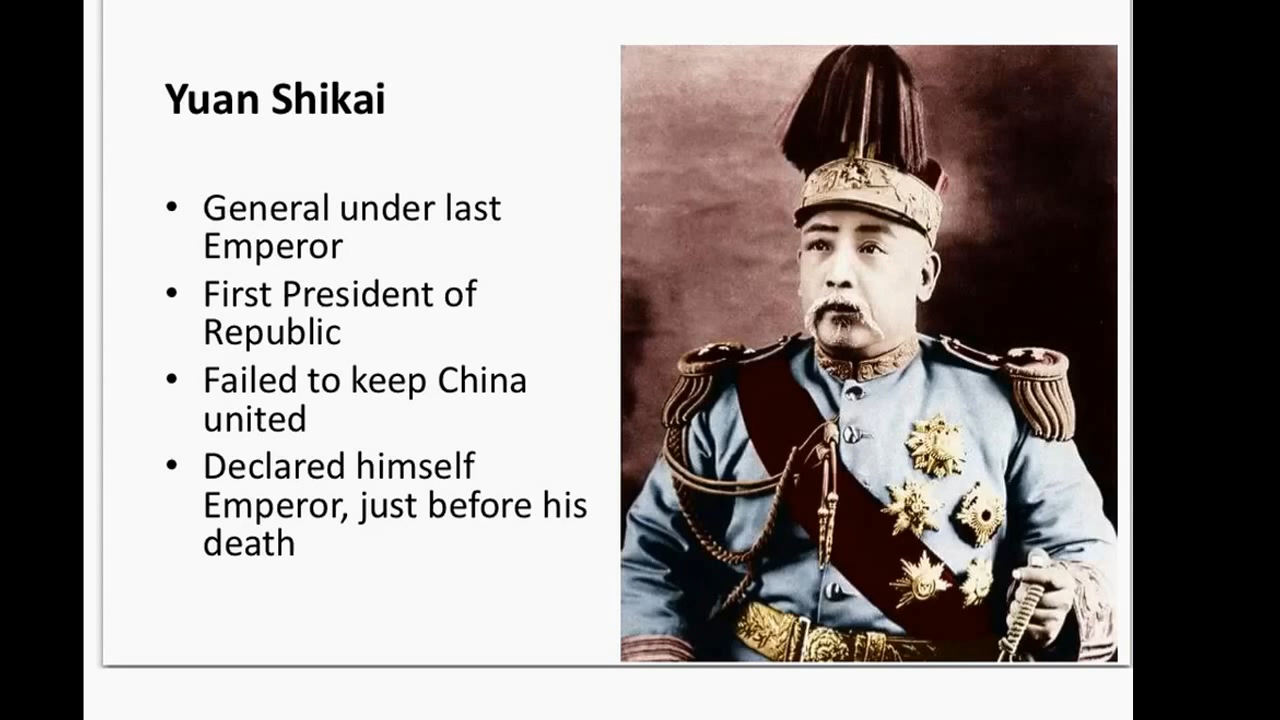 Yuan Shikai
• General under last
Emperor
• First President of
Republic
• Failed to keep China
united
• Declared himself
Emperor, just before his
death